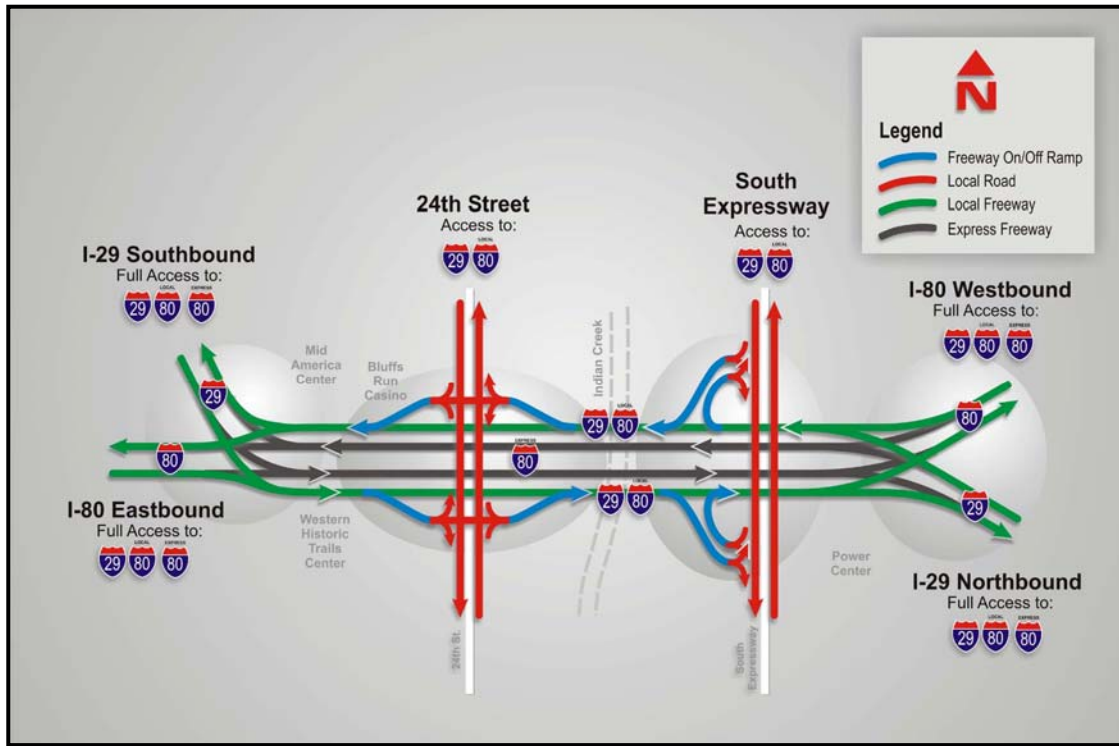 N
Legend
Freeway On/Off Ramp
Local Road
Local Freeway
Express Freeway
24th Street
Access to:
LOCAL
29 80
South
Expressway
Access to:
LOCAL
29 80
I-29 Southbound
Full Access to:
LOCAL EXPRESS
29 80 80
I-80 Westbound
Full Access to:
LOCAL EXPRESS
29 80 80
Mid
America
Center
Bluffs
Run
Casino
Indian Creek
29
LOCAL
29 80
80
80
EXPRESS
80
LOCAL
29 80
29
I-80 Eastbound
Full Access to:
LOCAL EXPRESS
29 80 80
Western
Historic
Trails
Center
Power
Center
I-29 Northbound
Full Access to:
LOCAL EXPRESS
29 80 80
24th St.
South
Expressway